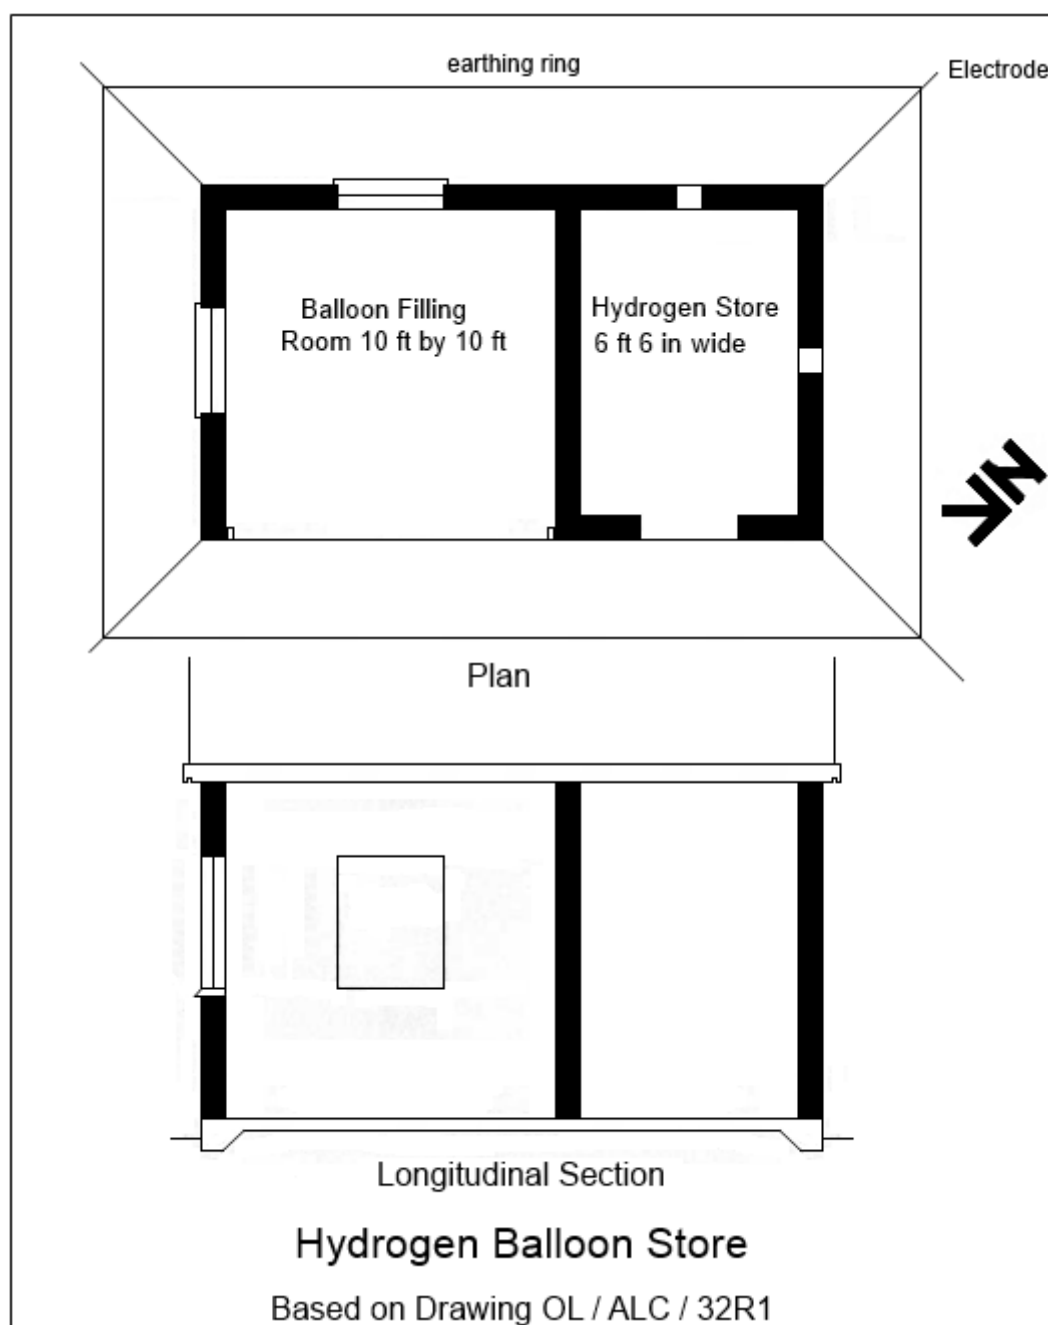 earthing ring
Electrode
Balloon Filling
Room 10 ft by 10 ft
Hydrogen Store
6 ft 6 in wide
N
Plan
Longitudinal Section
Hydrogen Balloon Store
Based on Drawing OL / ALC / 32R1